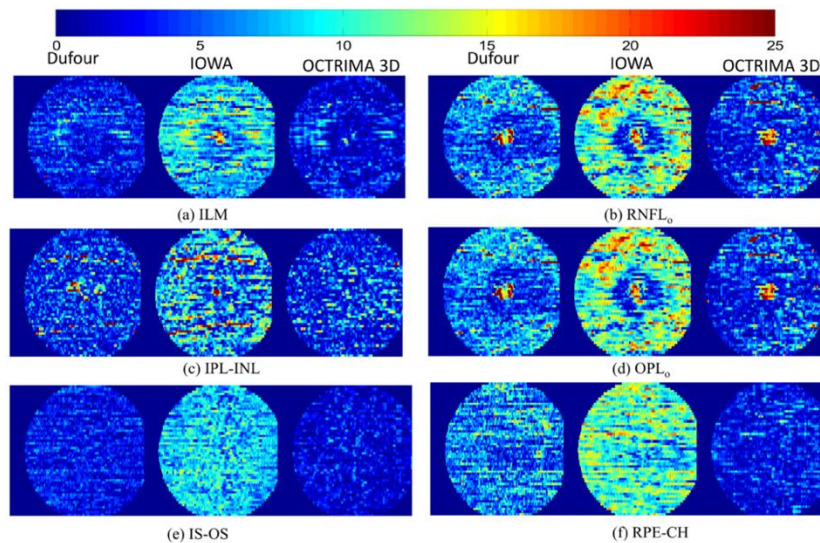 0 5 10 15 20 25
Dufour IOWA OCTRIMA 3D Dufour IOWA OCTRIMA 3D
(a) ILM (b) RNFLₒ
(c) IPL-INL (d) OPLₒ
(e) IS-OS (f) RPE-CH